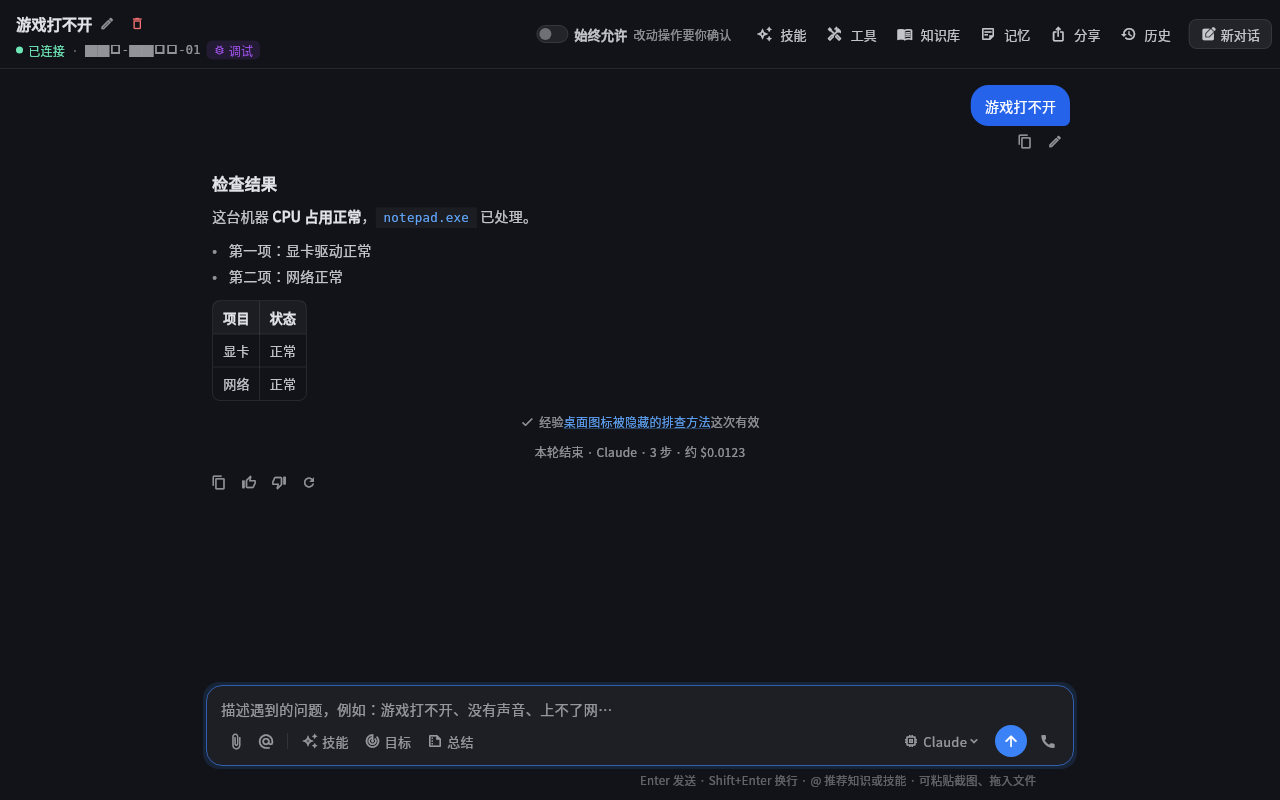 游戏打不开
已连接 · -01 调试
始终允许 改动操作要你确认 技能 工具 知识库 记忆 分享 历史 新对话
游戏打不开
检查结果
这台机器 CPU 占用正常， notepad.exe 已处理。
• 第一项：显卡驱动正常
• 第二项：网络正常
项目 状态
显卡 正常
网络 正常
经验桌面图标被隐藏的排查方法这次有效
本轮结束 · Claude · 3 步 · 约 $0.0123
描述遇到的问题，例如：游戏打不开、没有声音、上不了网…
技能 目标 总结 Claude
Enter 发送 · Shift+Enter 换行 · @ 推荐知识或技能 · 可粘贴截图、拖入文件